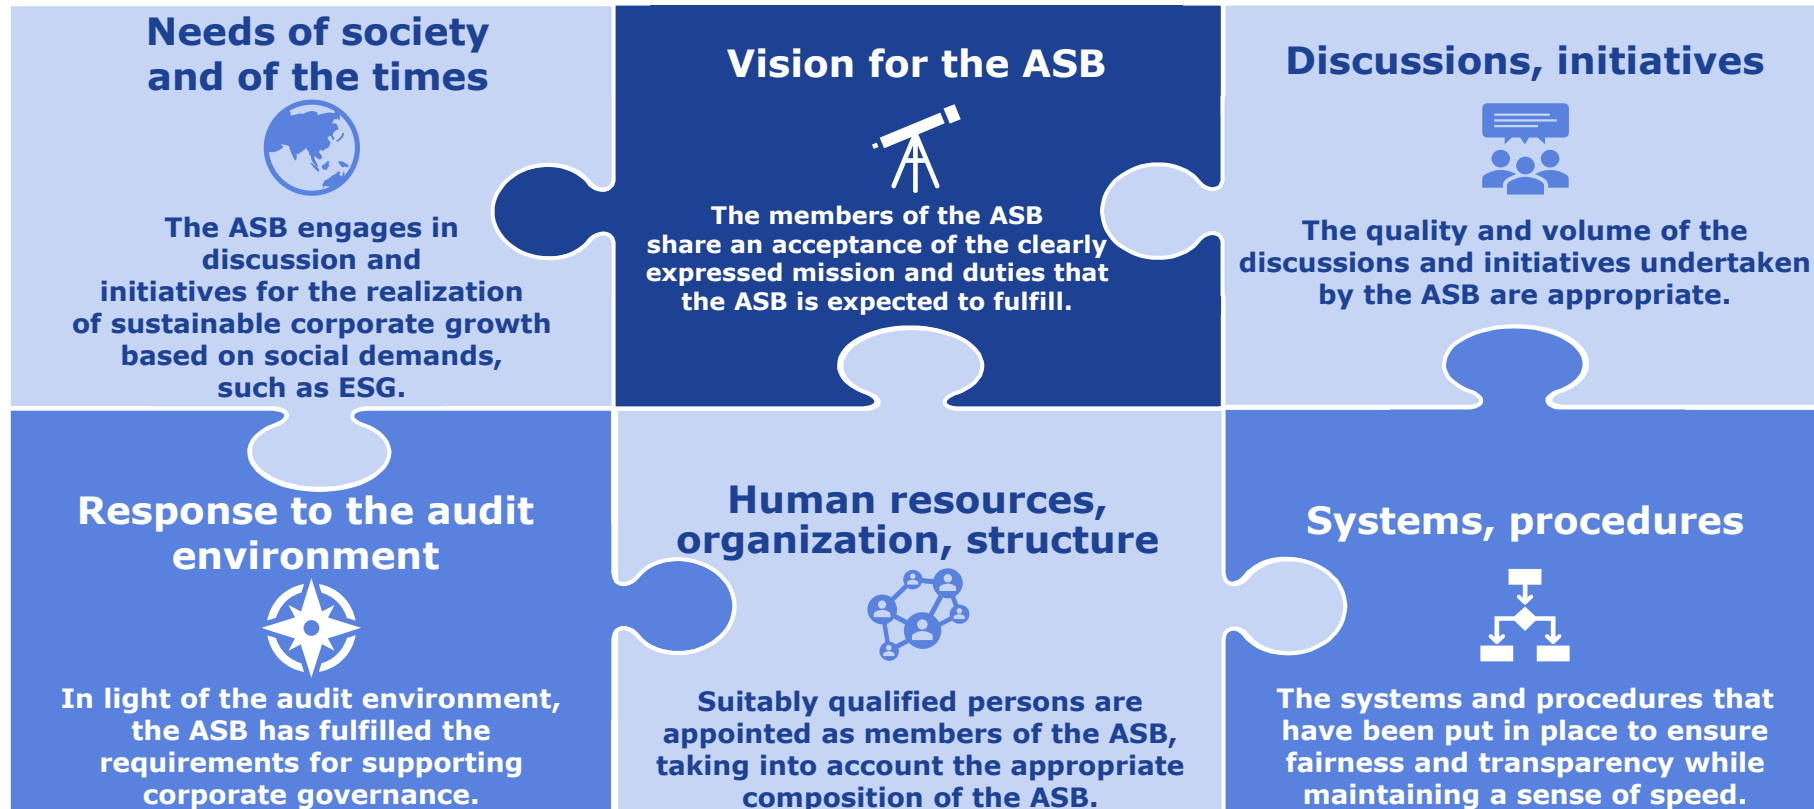 Needs of society
and of the times
The ASB engages in
discussion and
initiatives for the realization
of sustainable corporate growth
based on social demands,
such as ESG.
Vision for the ASB
The members of the ASB
share an acceptance of the clearly
expressed mission and duties that
the ASB is expected to fulfill.
Discussions, initiatives
The quality and volume of the
discussions and initiatives undertaken
by the ASB are appropriate.
Response to the audit
environment
In light of the audit environment,
the ASB has fulfilled the
requirements for supporting
corporate governance.
Human resources,
organization, structure
Suitably qualified persons are
appointed as members of the ASB,
taking into account the appropriate
composition of the ASB.
Systems, procedures
The systems and procedures that
have been put in place to ensure
fairness and transparency while
maintaining a sense of speed.